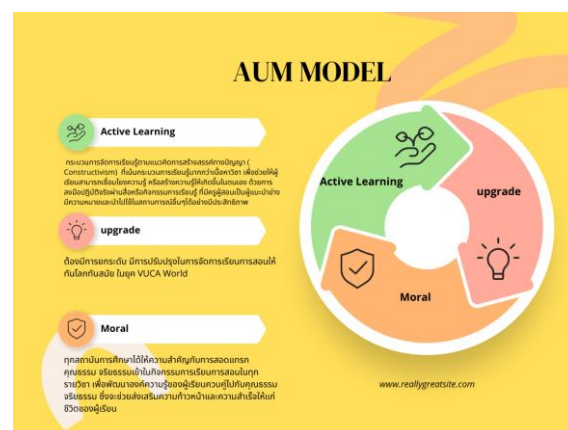 AUM MODEL
Active Learning
กระบวนการจัดการเรียนรู้ตามแนวคิดการสร้างสรรค์ทางปัญญา (
Constructivism) ที่เน้นกระบวนการเรียนรู้มากกว่าเนื้อหาวิชา เพื่อช่วยให้ผู้
เรียนสามารถเชื่อมโยงความรู้ หรือสร้างความรู้ให้เกิดขึ้นในตนเอง ด้วยการ
ลงมือปฏิบัติจริงผ่านสื่อหรือกิจกรรมการเรียนรู้ ที่มีครูผู้สอนเป็นผู้แนะนำอย่าง
มีความหมายและนำไปใช้ในสถานการณ์อื่นๆได้อย่างมีประสิทธิภาพ
upgrade
ต้องมีการยกระดับ มีการปรับปรุงในการจัดการเรียนการสอนให้
ทันโลกทันสมัย ในยุค VUCA World
Moral
ทุกสถาบันการศึกษาได้ให้ความสำคัญกับการสอดแทรก
คุณธรรม จริยธรรมเข้าในกิจกรรมการเรียนการสอนในทุก
รายวิชา เพื่อพัฒนาองค์ความรู้ของผู้เรียนควบคู่ไปกับคุณธรรม
จริยธรรม ซึ่งจะช่วยส่งเสริมความก้าวหน้าและความสำเร็จให้แก่
ชีวิตของผู้เรียน
Active Learning
upgrade
Moral
www.reallygreatsite.com